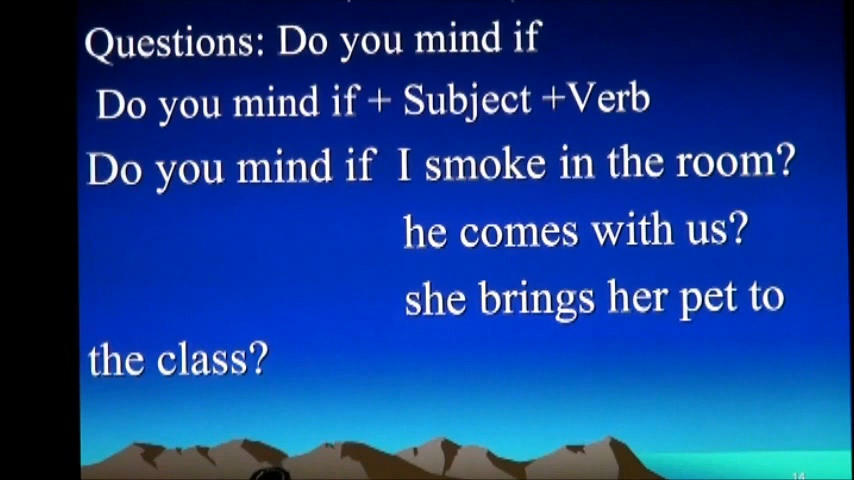 Questions: Do you mind if
Do you mind if + Subject +Verb
Do you mind if I smoke in the room?
he comes with us?
she brings her pet to
the class?
14